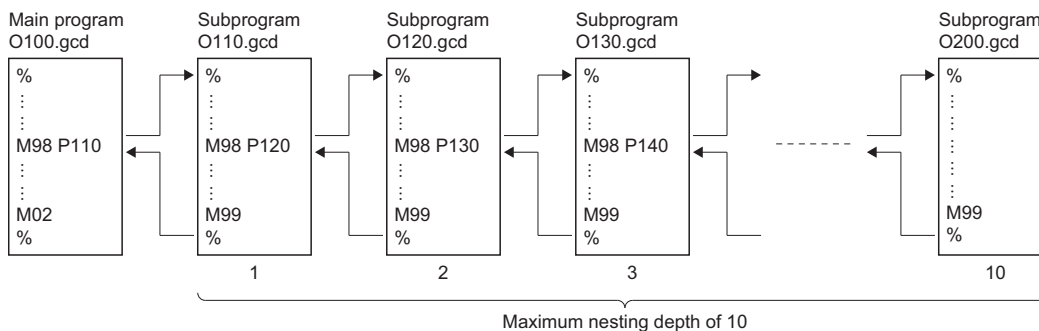 Main program
O100.gcd
%
M98 P110
M02
%
Subprogram
O110.gcd
%
M98 P120
M99
%
1
Subprogram
O120.gcd
%
M98 P130
M99
%
2
Subprogram
O130.gcd
%
M98 P140
M99
%
3
Subprogram
O200.gcd
%
M99
%
10
Maximum nesting depth of 10